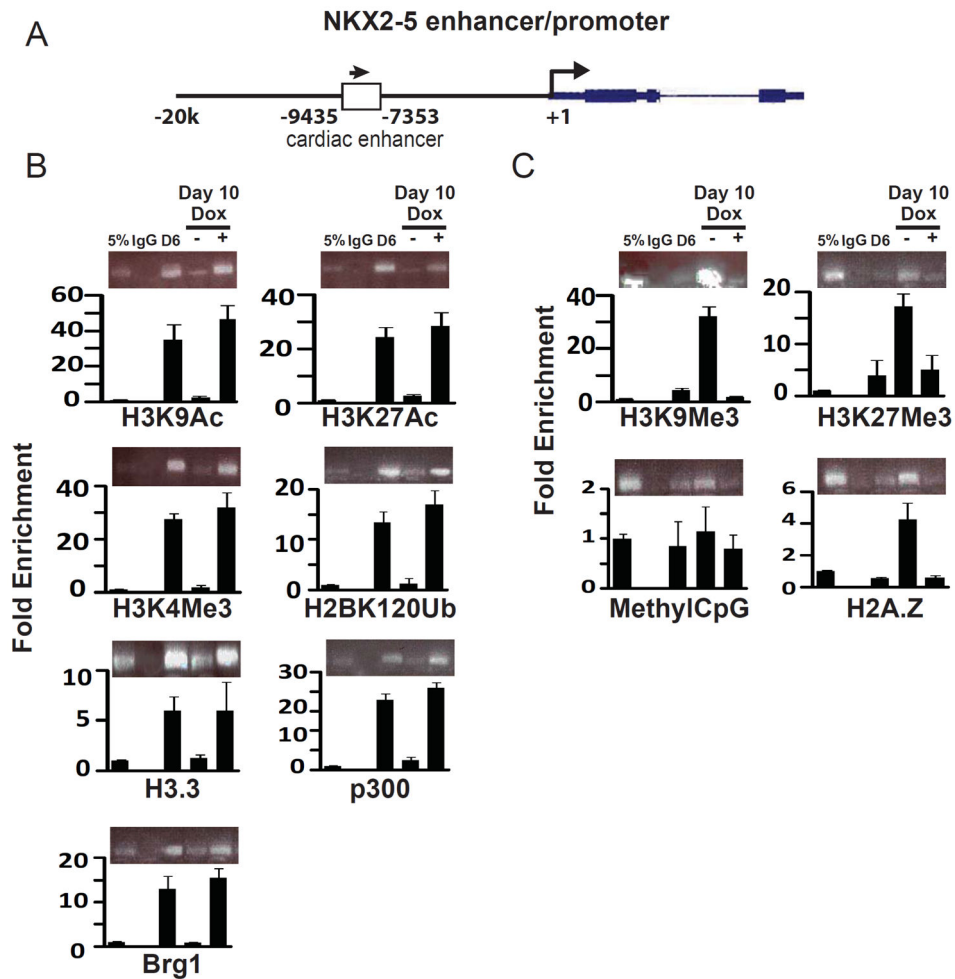 A
NKX2-5 enhancer/promoter
-20k
-9435
-7353
+1
cardiac enhancer
B
Day 10
Dox
5% IgG D6 - +
60
40
20
0
H3K9Ac
Day 10
Dox
5% IgG D6 - +
40
20
0
H3K27Ac
40
20
0
H3K4Me3
20
10
0
H2BK120Ub
10
5
0
H3.3
30
20
10
0
p300
20
10
0
Brg1
Fold Enrichment
C
Day 10
Dox
5% IgG D6 - +
40
20
0
H3K9Me3
Day 10
Dox
5% IgG D6 - +
20
10
0
H3K27Me3
2
1
0
MethylCpG
6
4
2
0
H2A.Z
Fold Enrichment